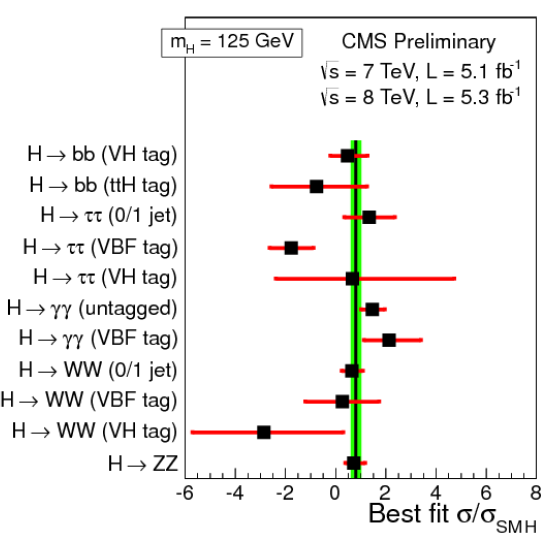 m_H = 125 GeV
CMS Preliminary
√s = 7 TeV, L = 5.1 fb⁻¹
√s = 8 TeV, L = 5.3 fb⁻¹
H → bb (VH tag)
H → bb (ttH tag)
H → ττ (0/1 jet)
H → ττ (VBF tag)
H → ττ (VH tag)
H → γγ (untagged)
H → γγ (VBF tag)
H → WW (0/1 jet)
H → WW (VBF tag)
H → WW (VH tag)
H → ZZ
-6 -4 -2 0 2 4 6 8
Best fit σ/σ_SMH